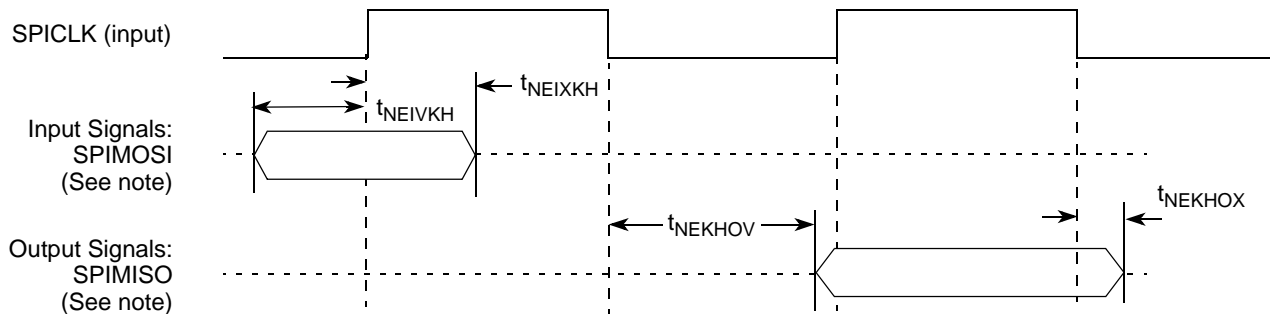 SPICLK (input)
tNEIXKH
tNEIVKH
Input Signals:
SPIMOSI
(See note)
tNEKHOX
tNEKHOV
Output Signals:
SPIMISO
(See note)